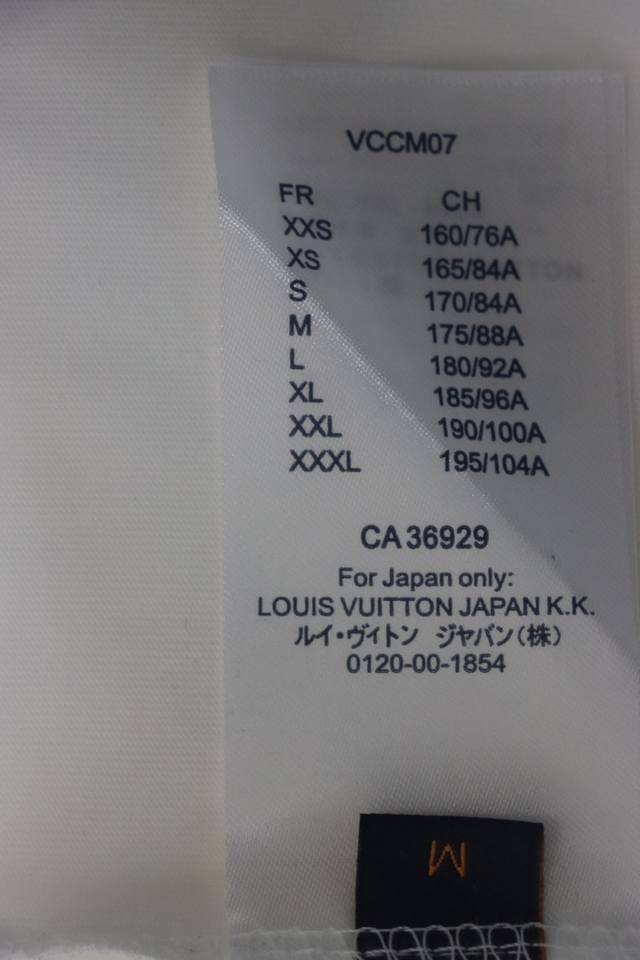 VCCM07
FR CH
XXS 160/76A
XS 165/84A
S 170/84A
M 175/88A
L 180/92A
XL 185/96A
XXL 190/100A
XXXL 195/104A
CA 36929
For Japan only:
LOUIS VUITTON JAPAN K.K.
ルイ・ヴィトン ジャパン(株)
0120-00-1854
M